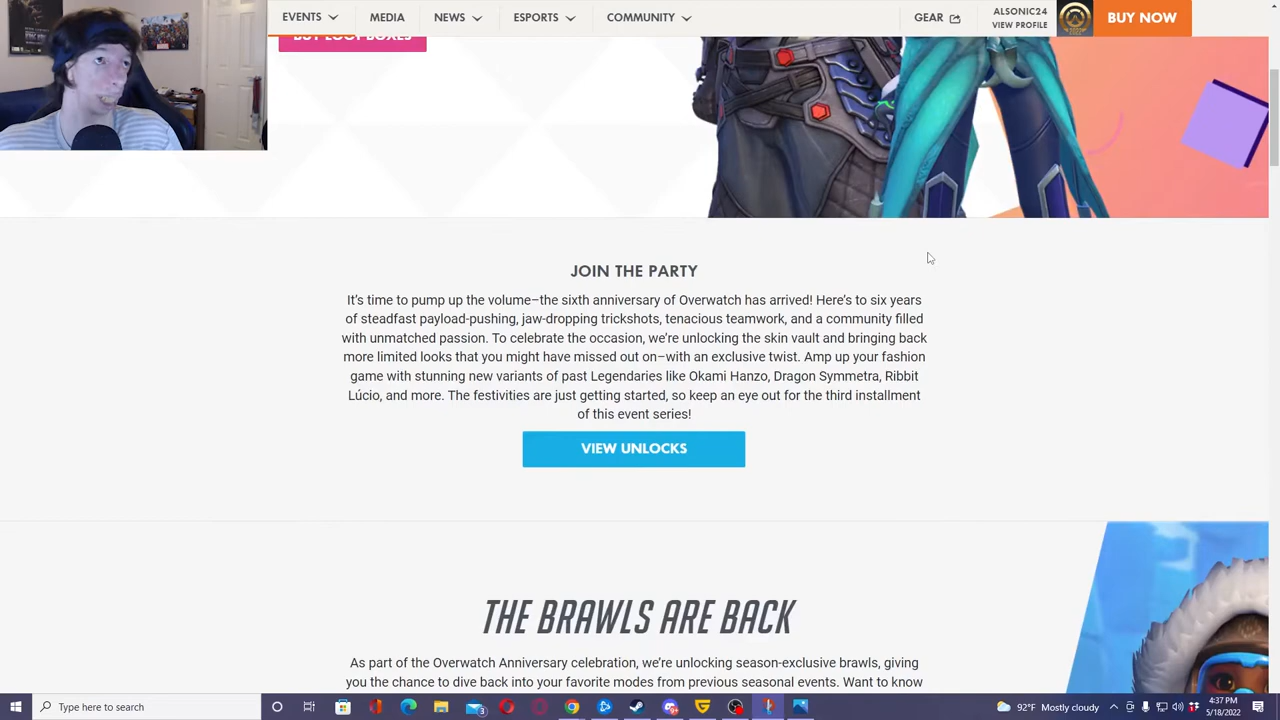 EVENTS
MEDIA
NEWS
ESPORTS
COMMUNITY
GEAR
ALSONIC24
VIEW PROFILE
BUY NOW
BUY LOOT BOXES
JOIN THE PARTY
It's time to pump up the volume–the sixth anniversary of Overwatch has arrived! Here's to six years
of steadfast payload-pushing, jaw-dropping trickshots, tenacious teamwork, and a community filled
with unmatched passion. To celebrate the occasion, we're unlocking the skin vault and bringing back
more limited looks that you might have missed out on–with an exclusive twist. Amp up your fashion
game with stunning new variants of past Legendaries like Okami Hanzo, Dragon Symmetra, Ribbit
Lúcio, and more. The festivities are just getting started, so keep an eye out for the third installment
of this event series!
VIEW UNLOCKS
THE BRAWLS ARE BACK
As part of the Overwatch Anniversary celebration, we're unlocking season-exclusive brawls, giving
you the chance to dive back into your favorite modes from previous seasonal events. Want to know
Type here to search
3
92°F Mostly cloudy
4:37 PM
5/18/2022